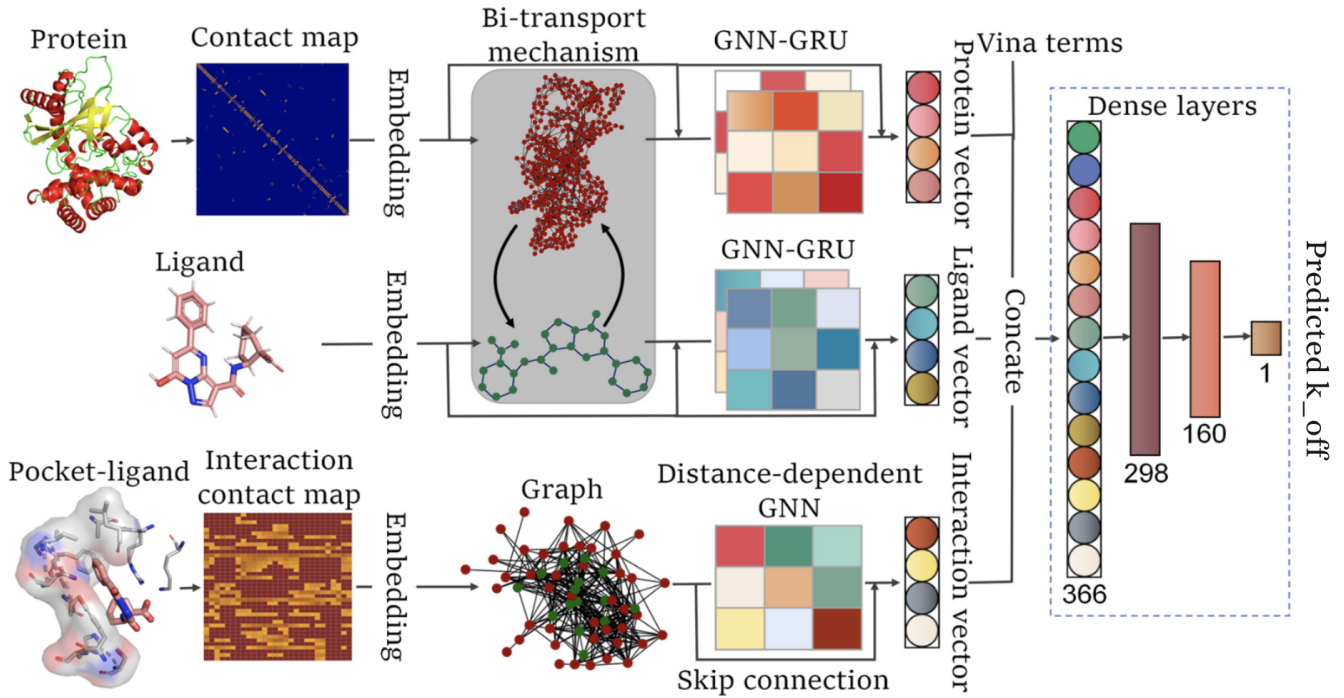 Protein
Contact map
Embedding
Bi-transport
mechanism
GNN-GRU
Protein vector
Vina terms
Ligand
Embedding
GNN-GRU
Ligand vector
Concate
Dense layers
366
298
160
1
Predicted k_off
Pocket-ligand
Interaction
contact map
Embedding
Graph
Distance-dependent
GNN
Skip connection
Interaction vector